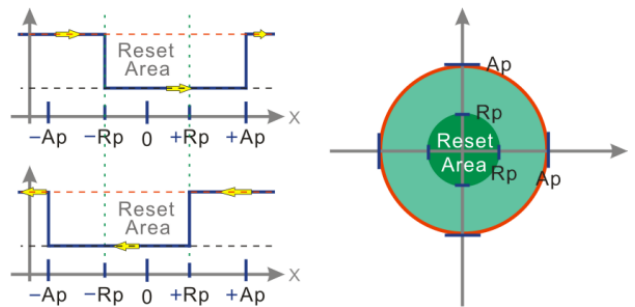 Reset
Area
X
−Ap −Rp 0 +Rp +Ap
Reset
Area
X
−Ap −Rp 0 +Rp +Ap
Ap
Rp
Reset
Area
Rp
Ap